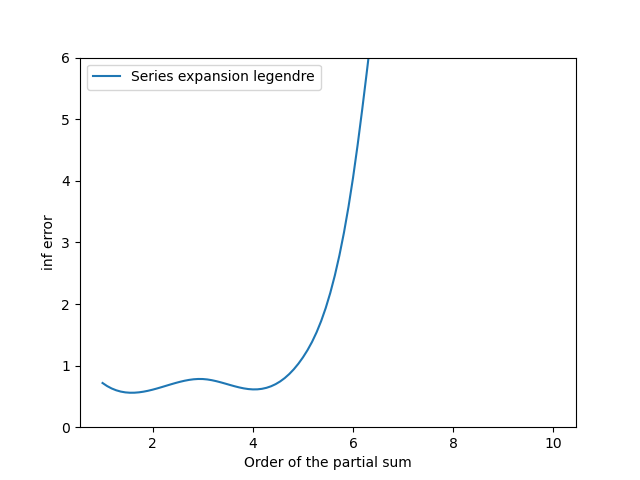 Series expansion legendre
6
5
4
3
2
1
0
inf error
2 4 6 8 10
Order of the partial sum